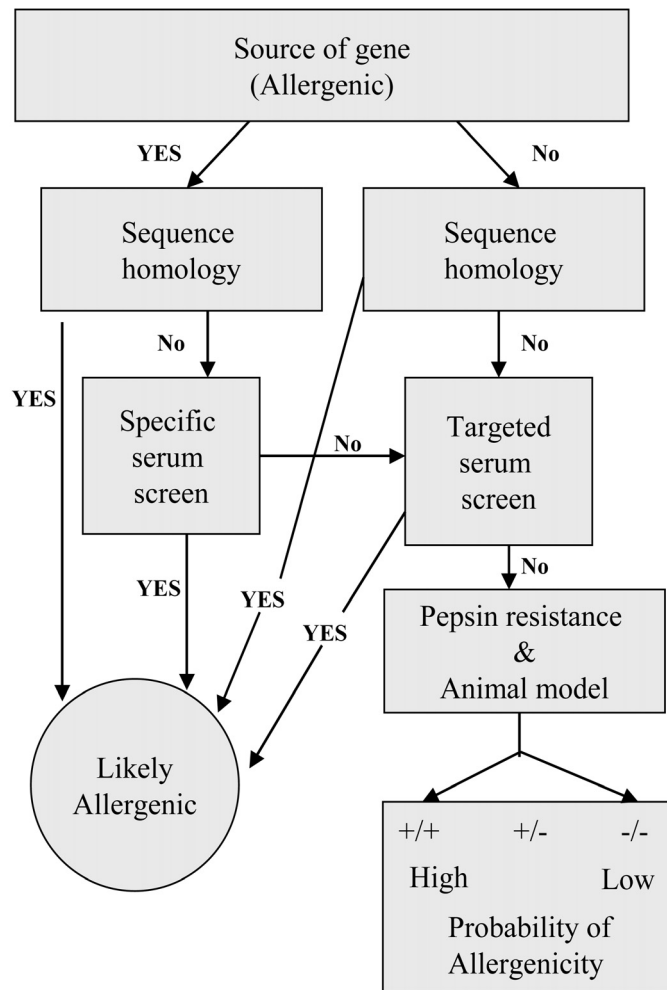 Source of gene
(Allergenic)
YES
No
Sequence
homology
Sequence
homology
No
No
YES
Specific
serum
screen
No
Targeted
serum
screen
YES
YES
YES
No
Pepsin resistance
&
Animal model
Likely
Allergenic
+/+ +/- -/-
High Low
Probability of
Allergenicity